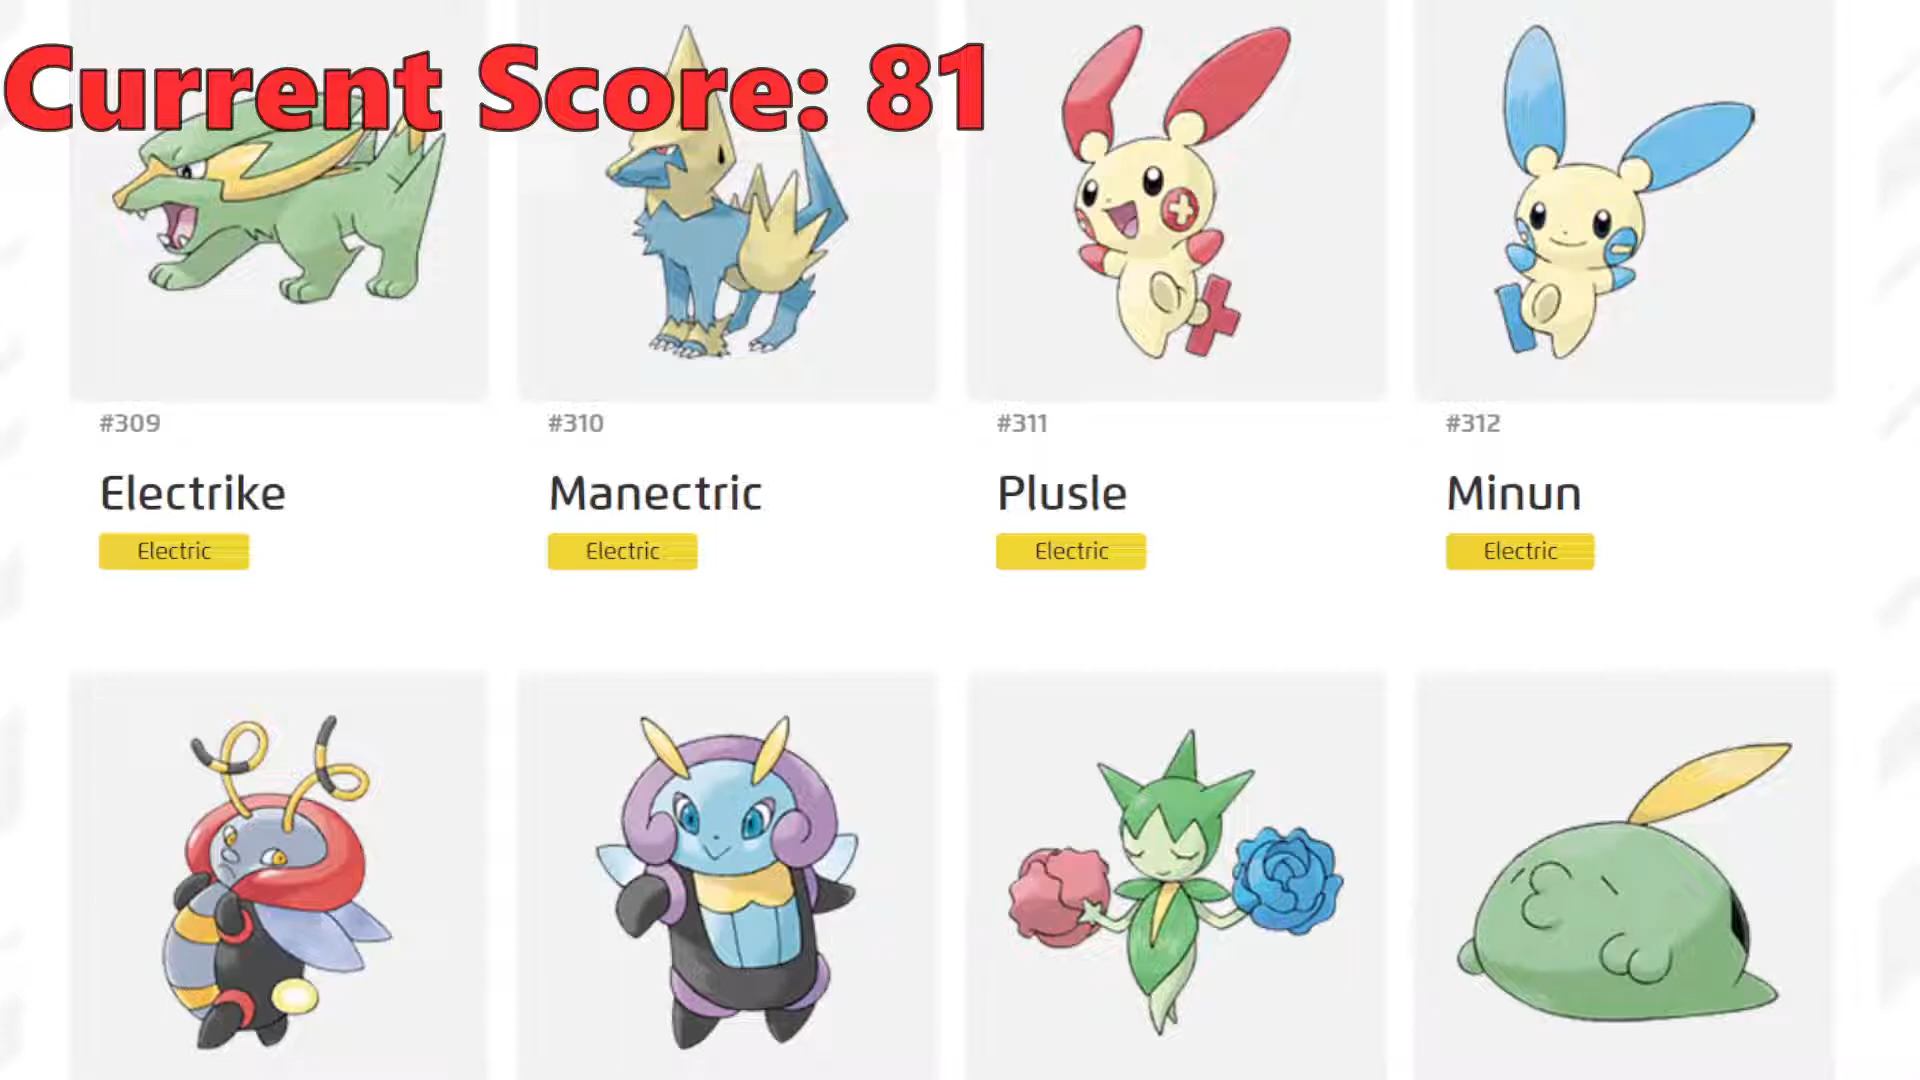 Current Score: 81
#309
#310
#311
#312
Electrike
Manectric
Plusle
Minun
Electric
Electric
Electric
Electric